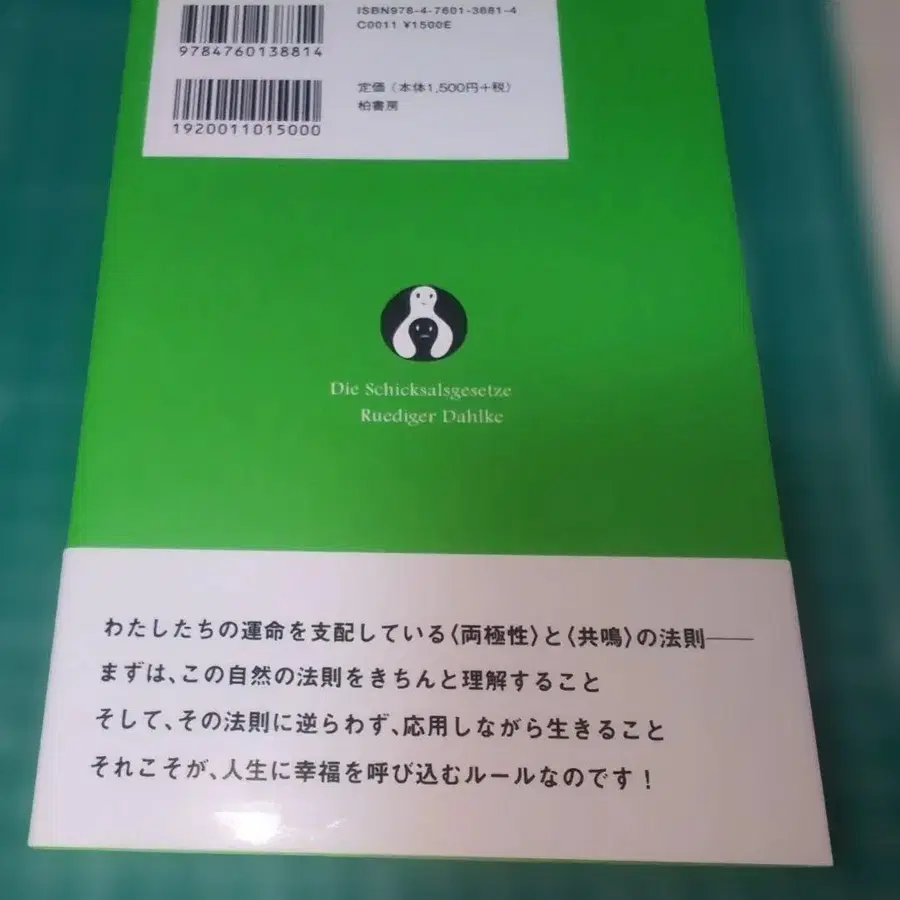 ISBN978-4-7601-3881-4
C0011 ¥1500E
9784760138814
定価（本体1,500円＋税）
柏書房
1920011015000
Die Schicksalsgesetze
Ruediger Dahlke
わたしたちの運命を支配している〈両極性〉と〈共鳴〉の法則――
まずは、この自然の法則をきちんと理解すること
そして、その法則に逆らわず、応用しながら生きること
それこそが、人生に幸福を呼び込むルールなのです！